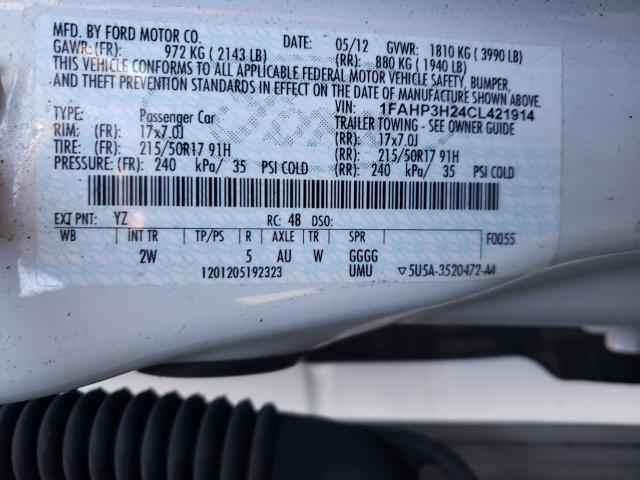 MFD. BY FORD MOTOR CO. DATE: 05/12 GVWR: 1810 KG ( 3990 LB)
GAWR: (FR): 972 KG ( 2143 LB) (RR): 880 KG ( 1940 LB)
THIS VEHICLE CONFORMS TO ALL APPLICABLE FEDERAL MOTOR VEHICLE SAFETY, BUMPER,
AND THEFT PREVENTION STANDARDS IN EFFECT ON THE DATE OF MANUFACTURE SHOWN ABOVE.
VIN: 1FAHP3H24CL421914
TYPE: Passenger Car TRAILER TOWING - SEE OWNER GUIDE
RIM: (FR): 17x7.0J (RR): 17x7.0J
TIRE: (FR): 215/50R17 91H (RR): 215/50R17 91H
PRESSURE: (FR): 240 kPa/ 35 PSI COLD (RR): 240 kPa/ 35 PSI COLD
EXT PNT: YZ RC: 48 DSO: F0055
WB INT TR TP/PS R AXLE TR SPR
2W 5 AU W GGGG
1201205192323 UMU ▽5U5A-3520472-AA